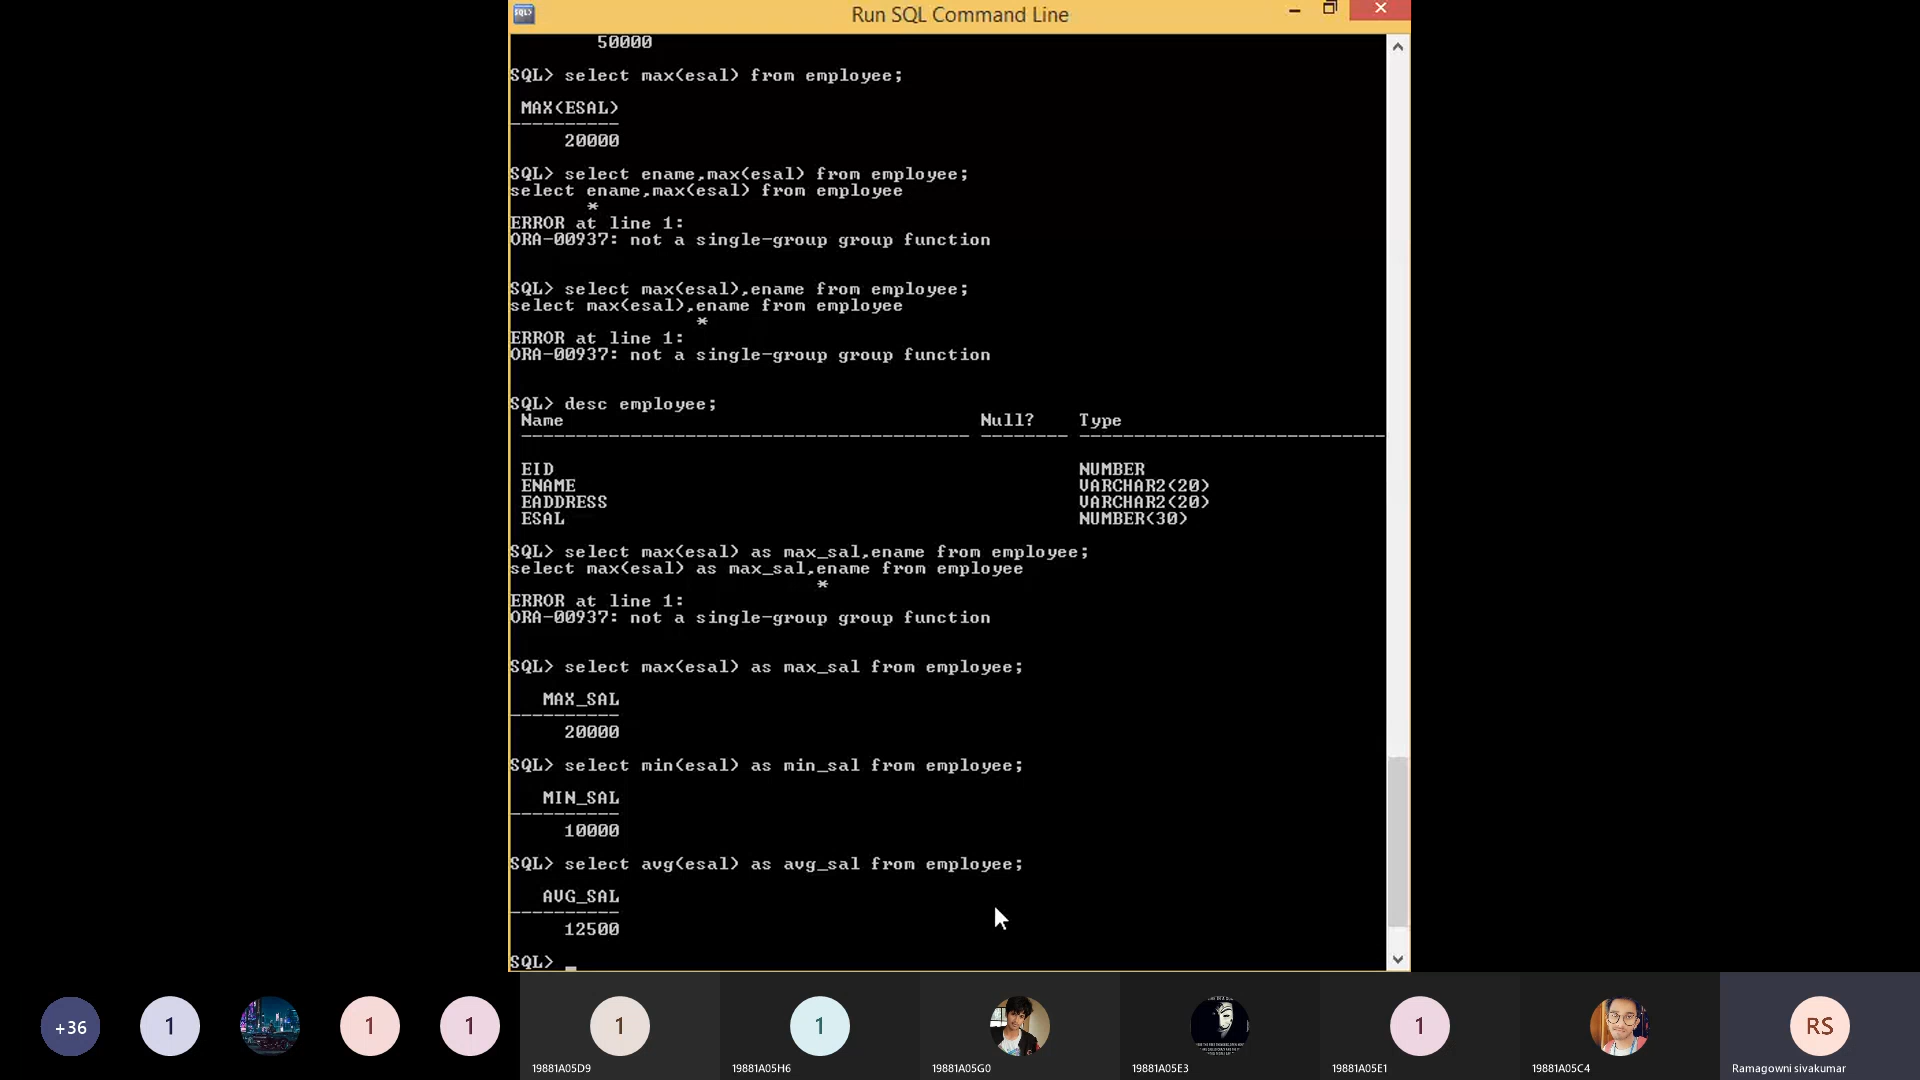 SQL>
Run SQL Command Line
50000
SQL> select max(esal) from employee;
MAX(ESAL)
----------
20000
SQL> select ename,max(esal) from employee;
select ename,max(esal) from employee
*
ERROR at line 1:
ORA-00937: not a single-group group function
SQL> select max(esal),ename from employee;
select max(esal),ename from employee
*
ERROR at line 1:
ORA-00937: not a single-group group function
SQL> desc employee;
Name Null? Type
----------------------------------------- -------- ----------------------------
EID NUMBER
ENAME VARCHAR2(20)
EADDRESS VARCHAR2(20)
ESAL NUMBER(30)
SQL> select max(esal) as max_sal,ename from employee;
select max(esal) as max_sal,ename from employee
*
ERROR at line 1:
ORA-00937: not a single-group group function
SQL> select max(esal) as max_sal from employee;
MAX_SAL
----------
20000
SQL> select min(esal) as min_sal from employee;
MIN_SAL
----------
10000
SQL> select avg(esal) as avg_sal from employee;
AVG_SAL
----------
12500
SQL> _
+36 1 1 1 1 1 1 RS
19881A05D9 19881A05H6 19881A05G0 19881A05E3 19881A05E1 19881A05C4 Ramagowni sivakumar